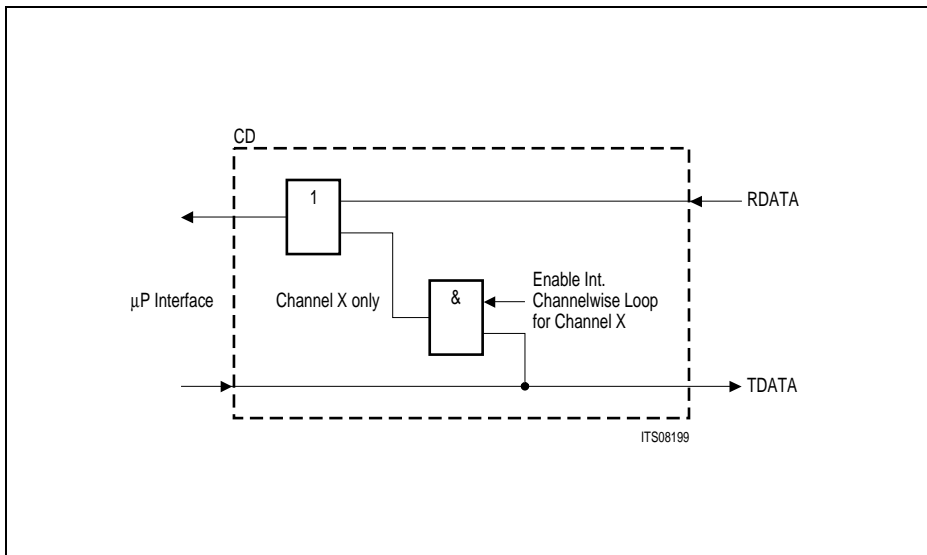 CD
1
RDATA
μP Interface
Channel X only
&
Enable Int.
Channelwise Loop
for Channel X
TDATA
ITS08199